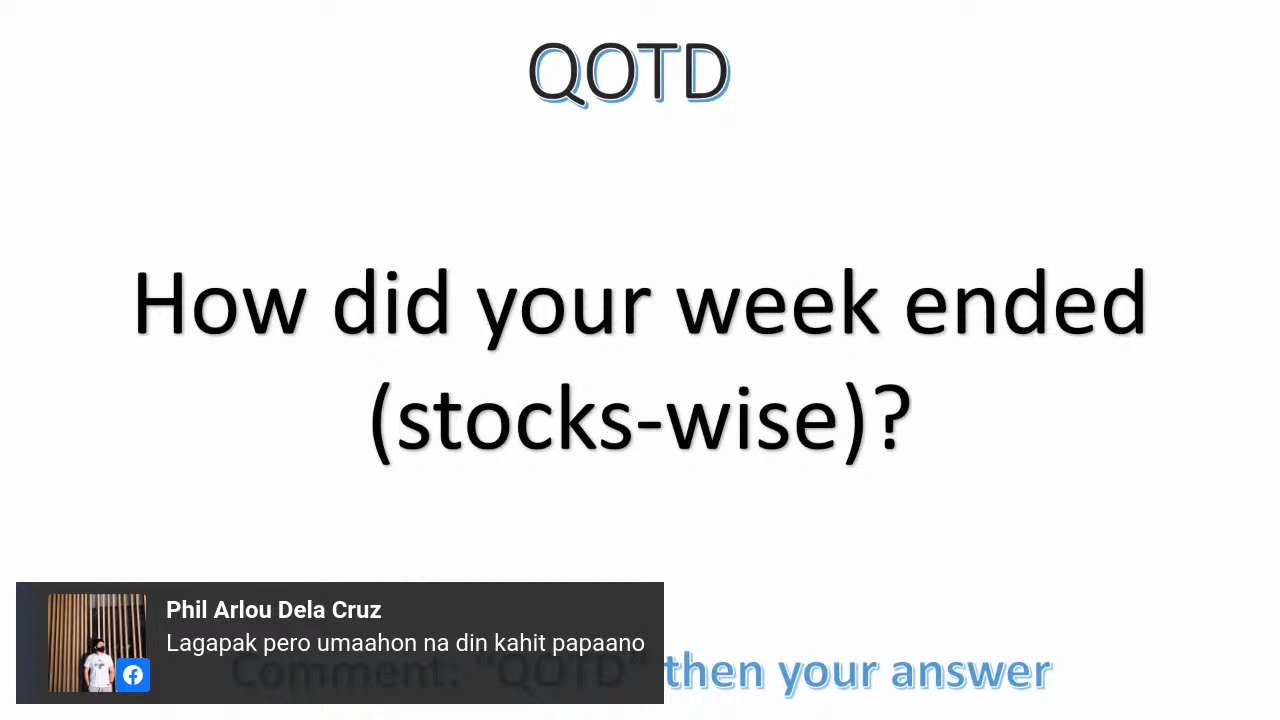 QOTD
How did your week ended
(stocks-wise)?
Phil Arlou Dela Cruz
Lagapak pero umaahon na din kahit papaano
Comment: "QOTD" then your answer